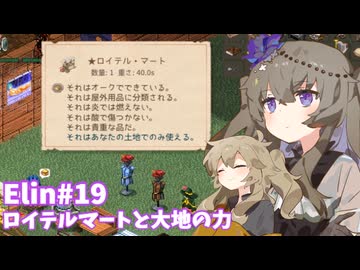 ★ロイテル・マート
数量: 1 重さ: 40.0s
それはオークでできている。
それは屋外用品に分類される。
それは炎では燃えない。
それは酸で傷つかない。
それは貴重な品だ。
それはあなたの土地でのみ使える。
Elin#19
ロイテルマートと大地の力